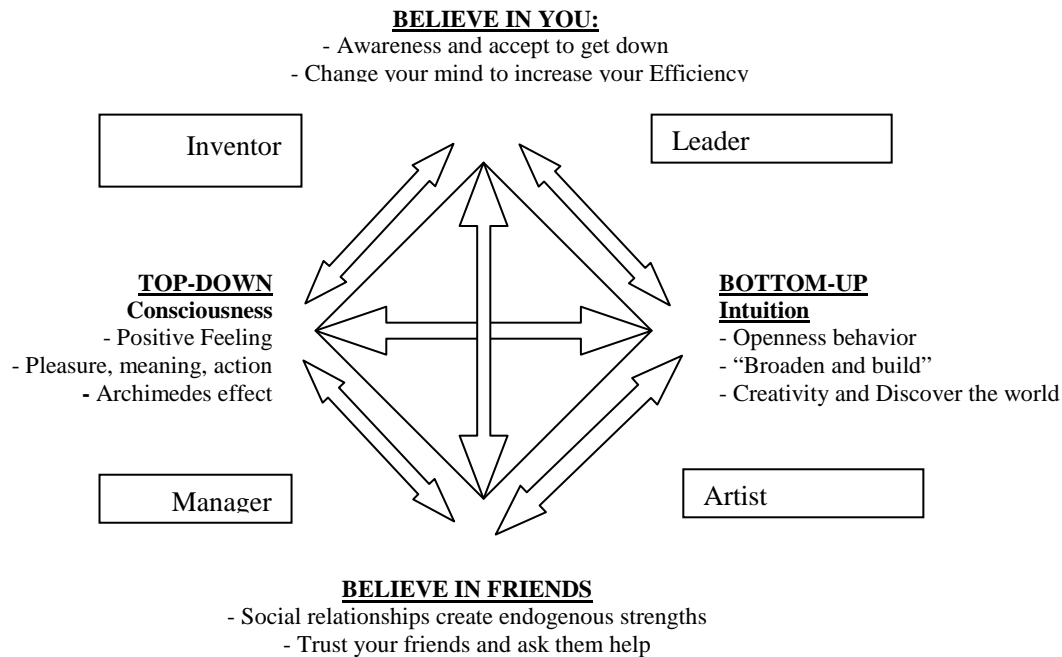 BELIEVE IN YOU:
- Awareness and accept to get down
- Change your mind to increase your Efficiency
Inventor
Leader
TOP-DOWN
Consciousness
- Positive Feeling
- Pleasure, meaning, action
- Archimedes effect
BOTTOM-UP
Intuition
- Openness behavior
- “Broaden and build”
- Creativity and Discover the world
Manager
Artist
BELIEVE IN FRIENDS
- Social relationships create endogenous strengths
- Trust your friends and ask them help